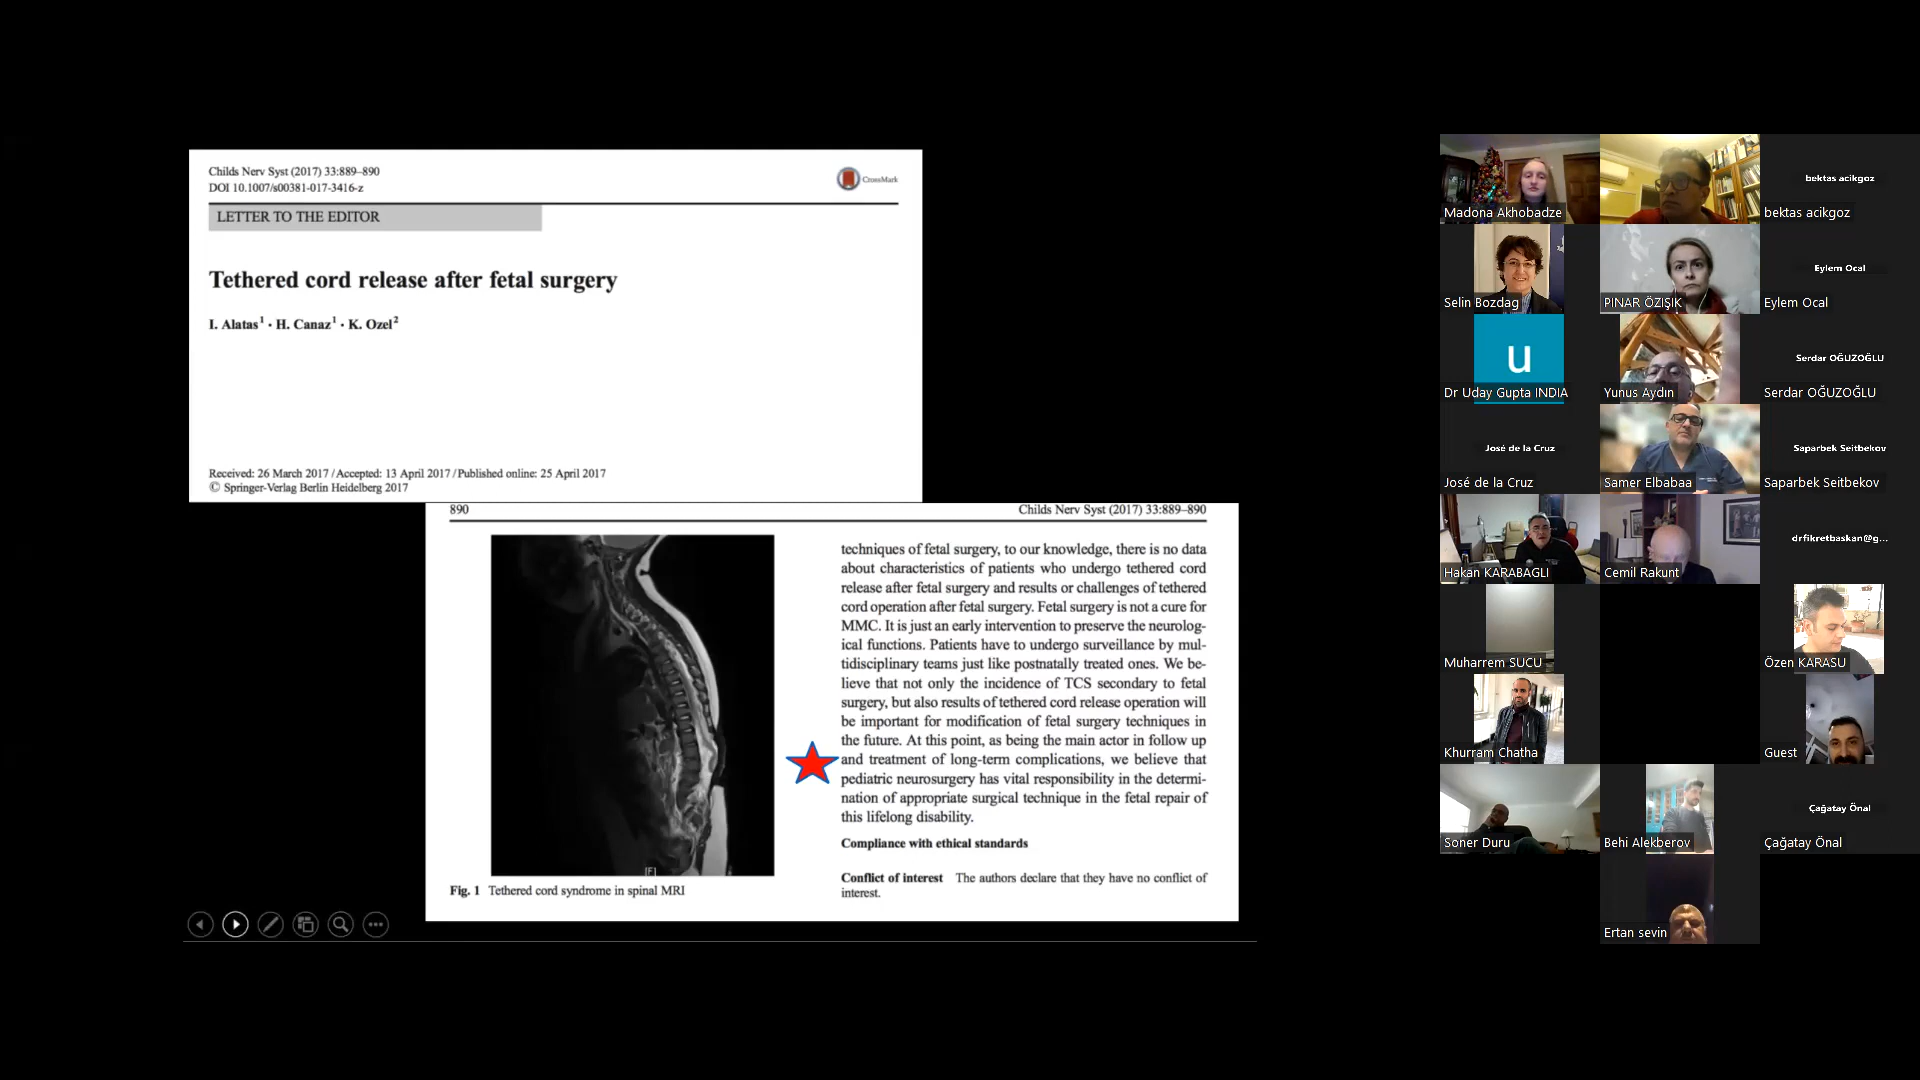 Childs Nerv Syst (2017) 33:889–890
DOI 10.1007/s00381-017-3416-z
CrossMark
LETTER TO THE EDITOR
Tethered cord release after fetal surgery
I. Alatas1 · H. Canaz1 · K. Ozel2
Received: 26 March 2017 / Accepted: 13 April 2017 / Published online: 25 April 2017
© Springer-Verlag Berlin Heidelberg 2017
890
Childs Nerv Syst (2017) 33:889–890
[F]
Fig. 1 Tethered cord syndrome in spinal MRI
techniques of fetal surgery, to our knowledge, there is no data
about characteristics of patients who undergo tethered cord
release after fetal surgery and results or challenges of tethered
cord operation after fetal surgery. Fetal surgery is not a cure for
MMC. It is just an early intervention to preserve the neurolog-
ical functions. Patients have to undergo surveillance by mul-
tidisciplinary teams just like postnatally treated ones. We be-
lieve that not only the incidence of TCS secondary to fetal
surgery, but also results of tethered cord release operation will
be important for modification of fetal surgery techniques in
the future. At this point, as being the main actor in follow up
and treatment of long-term complications, we believe that
pediatric neurosurgery has vital responsibility in the determi-
nation of appropriate surgical technique in the fetal repair of
this lifelong disability.
Compliance with ethical standards
Conflict of interest The authors declare that they have no conflict of
interest.
Madona Akhobadze
bektas acikgoz
bektas acikgoz
Selin Bozdag
PINAR ÖZIŞIK
Eylem Ocal
Eylem Ocal
u
Dr Uday Gupta INDIA
Yunus Aydın
Serdar OĞUZOĞLU
Serdar OĞUZOĞLU
José de la Cruz
José de la Cruz
Samer Elbabaa
Saparbek Seitbekov
Saparbek Seitbekov
Hakan KARABAGLI
Cemil Rakunt
drfikretbaskan@g...
Muharrem SUCU
Özen KARASU
Khurram Chatha
Guest
Soner Duru
Behi Alekberov
Çağatay Önal
Çağatay Önal
Ertan sevin